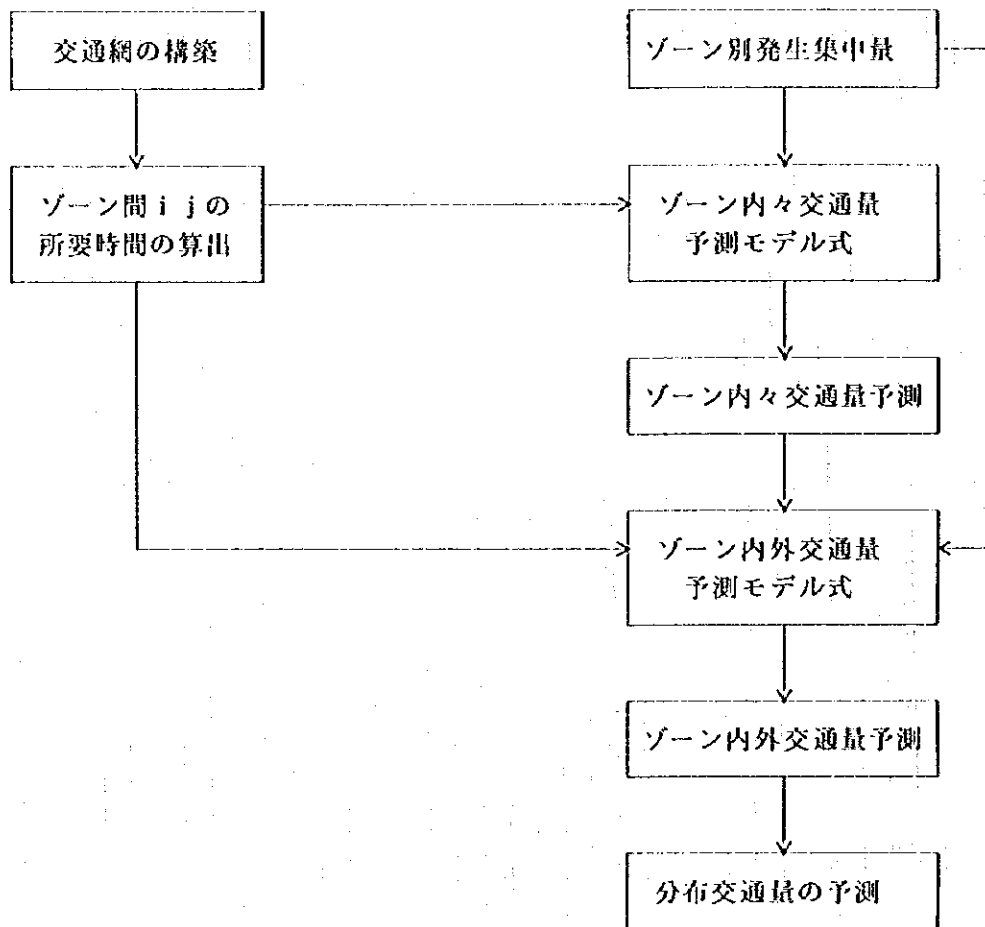 交通網の構築
ゾーン間ｉｊの
所要時間の算出
ゾーン別発生集中量
ゾーン内々交通量
予測モデル式
ゾーン内々交通量予測
ゾーン内外交通量
予測モデル式
ゾーン内外交通量予測
分布交通量の予測